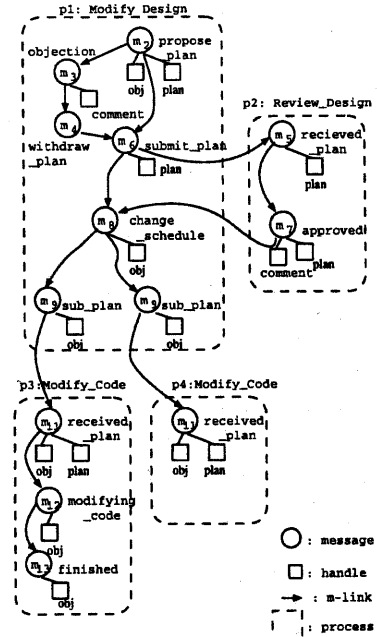 p1: Modify_Design
objection
m2
propose
_plan
m3
obj
plan
comment
m4
withdraw
_plan
m6
submit_plan
plan
p2: Review_Design
m5
recieved
_plan
plan
m7
approved
comment
plan
m8
change
_schedule
obj
m9
sub_plan
obj
m9
sub_plan
obj
p3:Modify_Code
m11
received
_plan
obj
plan
m12
modifying
_code
obj
m13
finished
obj
p4:Modify_Code
m11
received
_plan
obj
plan
: message
: handle
: m-link
: process